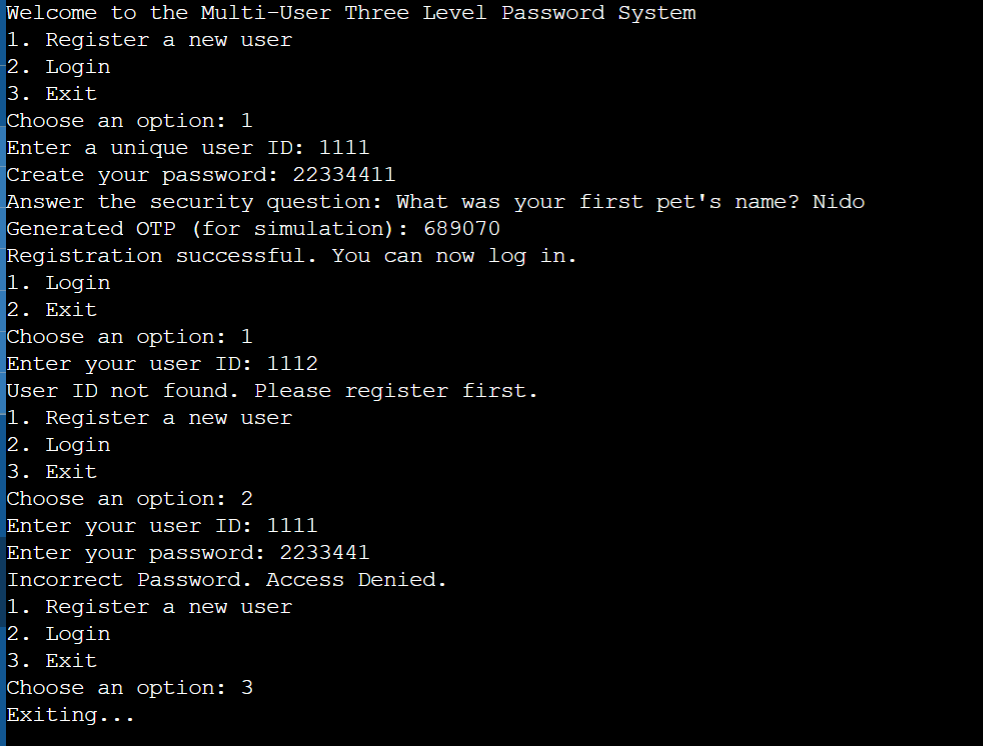 Welcome to the Multi-User Three Level Password System
1. Register a new user
2. Login
3. Exit
Choose an option: 1
Enter a unique user ID: 1111
Create your password: 22334411
Answer the security question: What was your first pet's name? Nido
Generated OTP (for simulation): 689070
Registration successful. You can now log in.
1. Login
2. Exit
Choose an option: 1
Enter your user ID: 1112
User ID not found. Please register first.
1. Register a new user
2. Login
3. Exit
Choose an option: 2
Enter your user ID: 1111
Enter your password: 2233441
Incorrect Password. Access Denied.
1. Register a new user
2. Login
3. Exit
Choose an option: 3
Exiting...